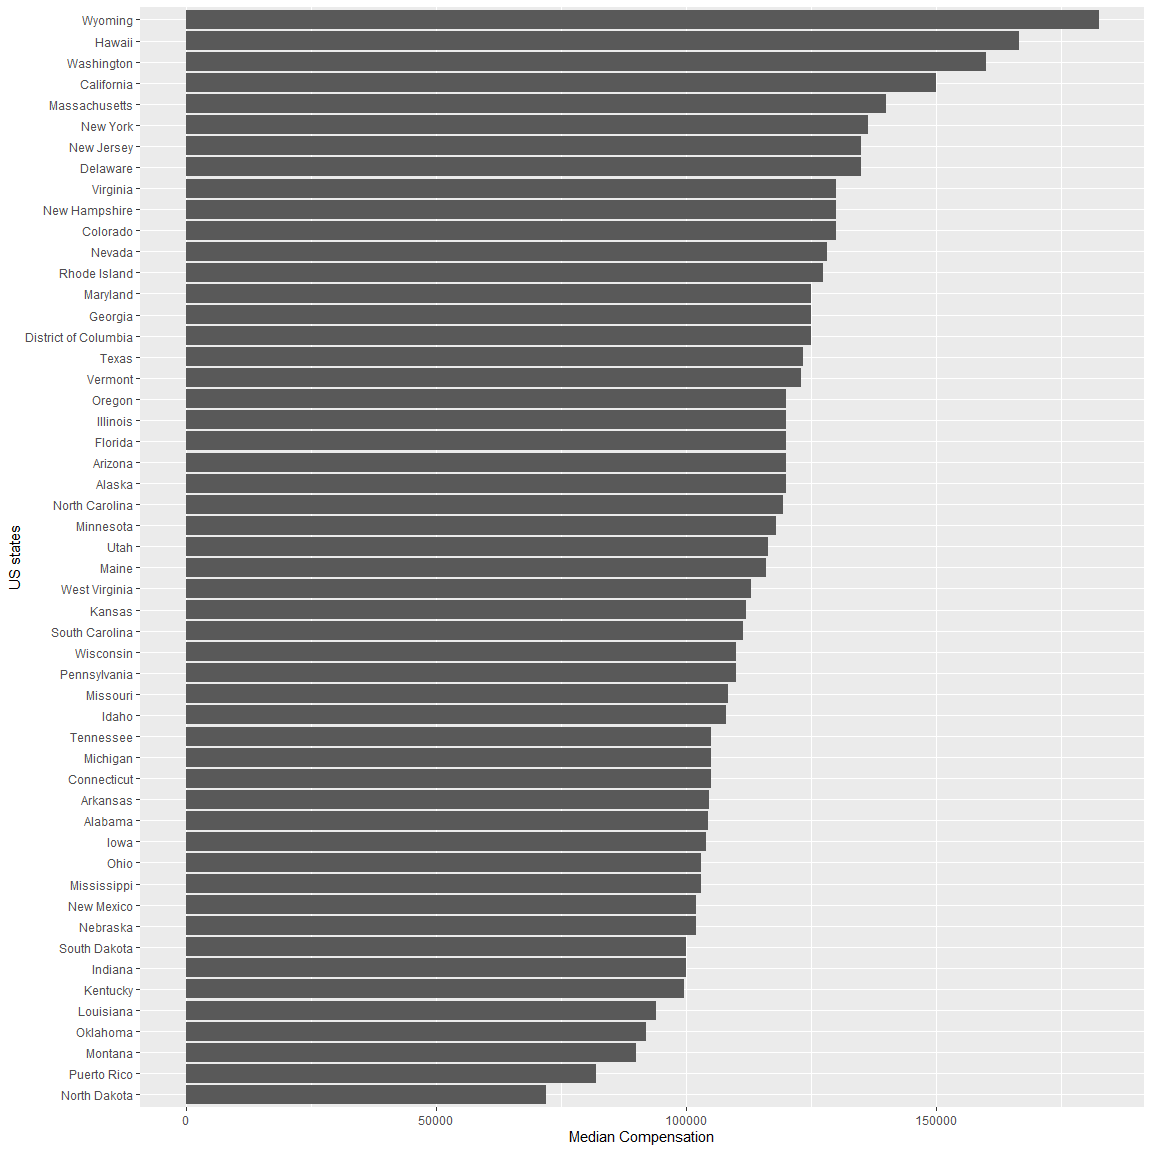 Wyoming
Hawaii
Washington
California
Massachusetts
New York
New Jersey
Delaware
Virginia
New Hampshire
Colorado
Nevada
Rhode Island
Maryland
Georgia
District of Columbia
Texas
Vermont
Oregon
Illinois
Florida
Arizona
Alaska
North Carolina
Minnesota
Utah
Maine
West Virginia
Kansas
South Carolina
Wisconsin
Pennsylvania
Missouri
Idaho
Tennessee
Michigan
Connecticut
Arkansas
Alabama
Iowa
Ohio
Mississippi
New Mexico
Nebraska
South Dakota
Indiana
Kentucky
Louisiana
Oklahoma
Montana
Puerto Rico
North Dakota
US states
0 50000 100000 150000
Median Compensation